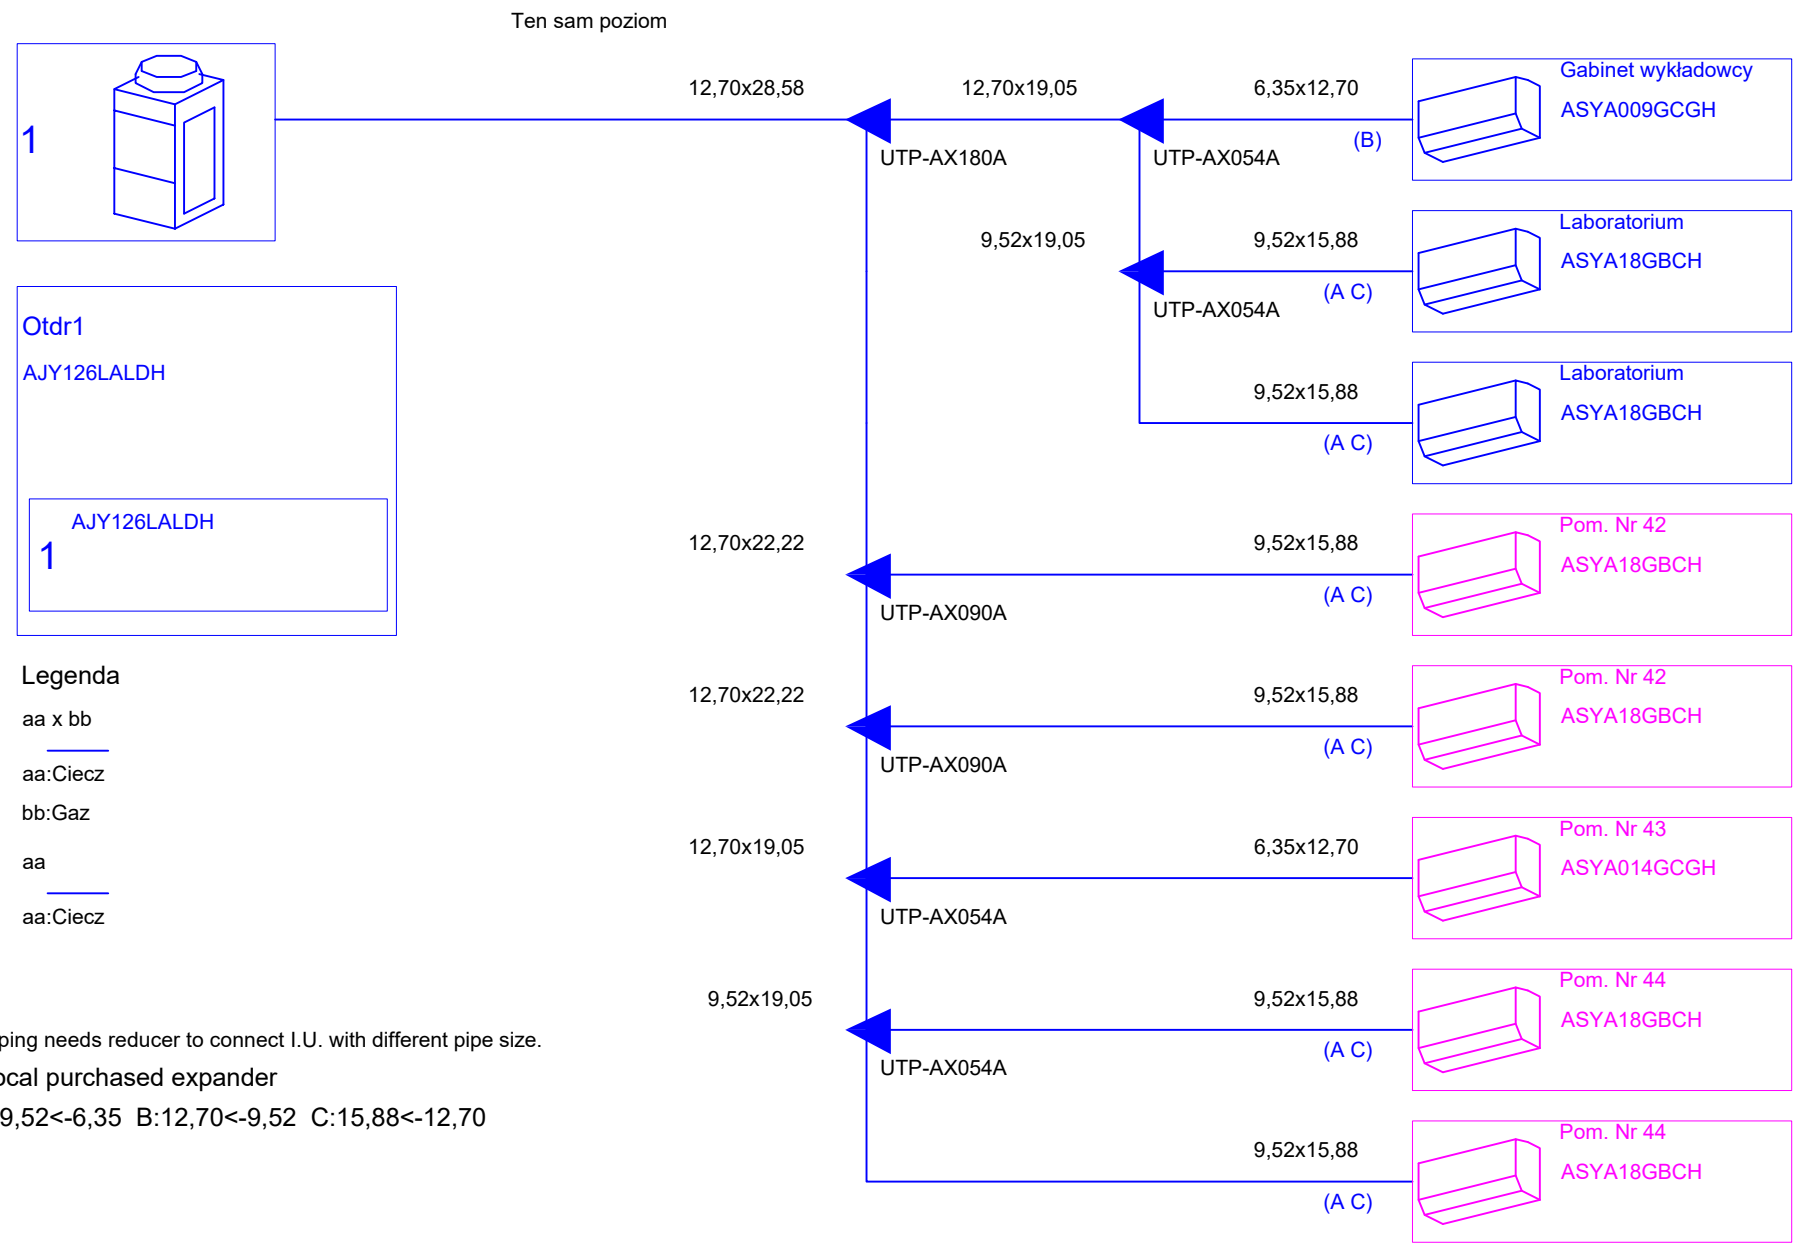 Ten sam poziom
1
12,70x28,58
12,70x19,05
6,35x12,70
(B)
UTP-AX180A
UTP-AX054A
Gabinet wykładowcy
ASYA009GCGH
9,52x19,05
9,52x15,88
(A C)
UTP-AX054A
Laboratorium
ASYA18GBCH
Otdr1
AJY126LALDH
AJY126LALDH
1
9,52x15,88
(A C)
Laboratorium
ASYA18GBCH
12,70x22,22
9,52x15,88
(A C)
UTP-AX090A
Pom. Nr 42
ASYA18GBCH
Legenda
aa x bb
aa:Ciecz
bb:Gaz
aa
aa:Ciecz
12,70x22,22
9,52x15,88
(A C)
UTP-AX090A
Pom. Nr 42
ASYA18GBCH
12,70x19,05
6,35x12,70
UTP-AX054A
Pom. Nr 43
ASYA014GCGH
9,52x19,05
9,52x15,88
(A C)
UTP-AX054A
Pom. Nr 44
ASYA18GBCH
ping needs reducer to connect I.U. with different pipe size.
ocal purchased expander
9,52<-6,35 B:12,70<-9,52 C:15,88<-12,70
9,52x15,88
(A C)
Pom. Nr 44
ASYA18GBCH